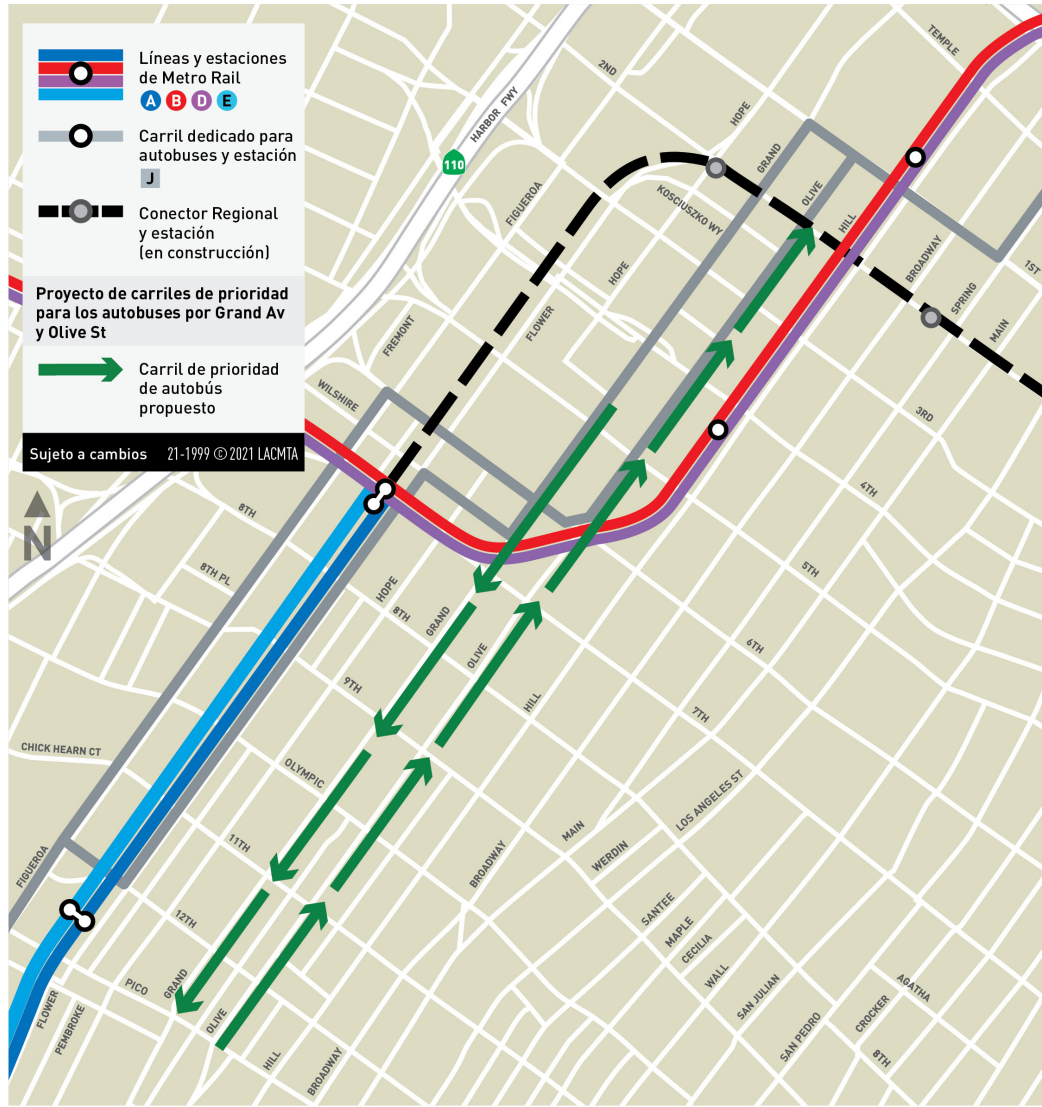 Líneas y estaciones
de Metro Rail
A B D E
Carril dedicado para
autobuses y estación
J
Conector Regional
y estación
(en construcción)
Proyecto de carriles de prioridad
para los autobuses por Grand Av
y Olive St
Carril de prioridad
de autobús
propuesto
Sujeto a cambios 21-1999 © 2021 LACMTA
N
HARBOR FWY
110
TEMPLE
2ND
HOPE
GRAND
OLIVE
HILL
BROADWAY
SPRING
MAIN
1ST
KOSCIUSZKO WY
FIGUEROA
HOPE
FLOWER
FREMONT
WILSHIRE
3RD
4TH
5TH
6TH
7TH
8TH
8TH PL
HOPE
8TH
GRAND
OLIVE
HILL
9TH
CHICK HEARN CT
OLYMPIC
11TH
12TH
FIGUEROA
BROADWAY
MAIN
WERDIN
LOS ANGELES ST
SANTEE
MAPLE
CECILIA
WALL
SAN JULIAN
SAN PEDRO
CROCKER
AGATHA
8TH
PICO
GRAND
OLIVE
HILL
BROADWAY
FLOWER
PEMBROKE